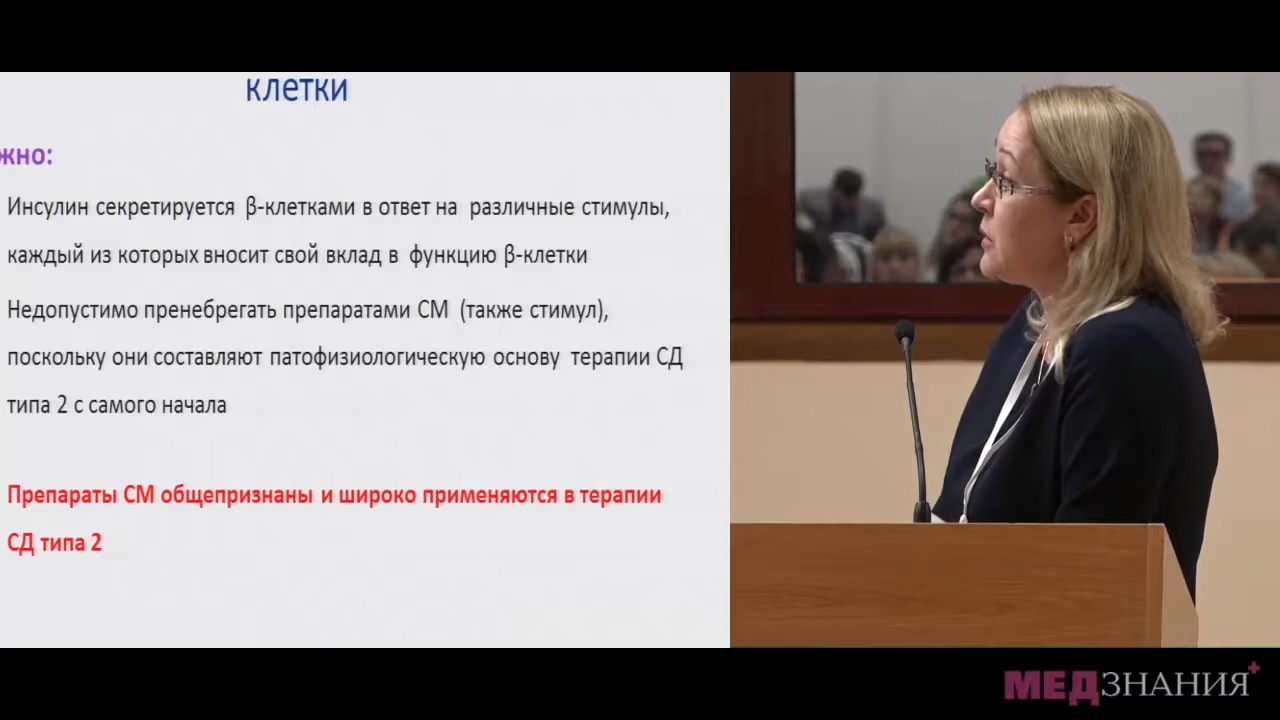 клетки
жно:
Инсулин секретируется β-клетками в ответ на различные стимулы,
каждый из которых вносит свой вклад в функцию β-клетки
Недопустимо пренебрегать препаратами СМ (также стимул),
поскольку они составляют патофизиологическую основу терапии СД
типа 2 с самого начала
Препараты СМ общепризнаны и широко применяются в терапии
СД типа 2
МЕДЗНАНИЯ+